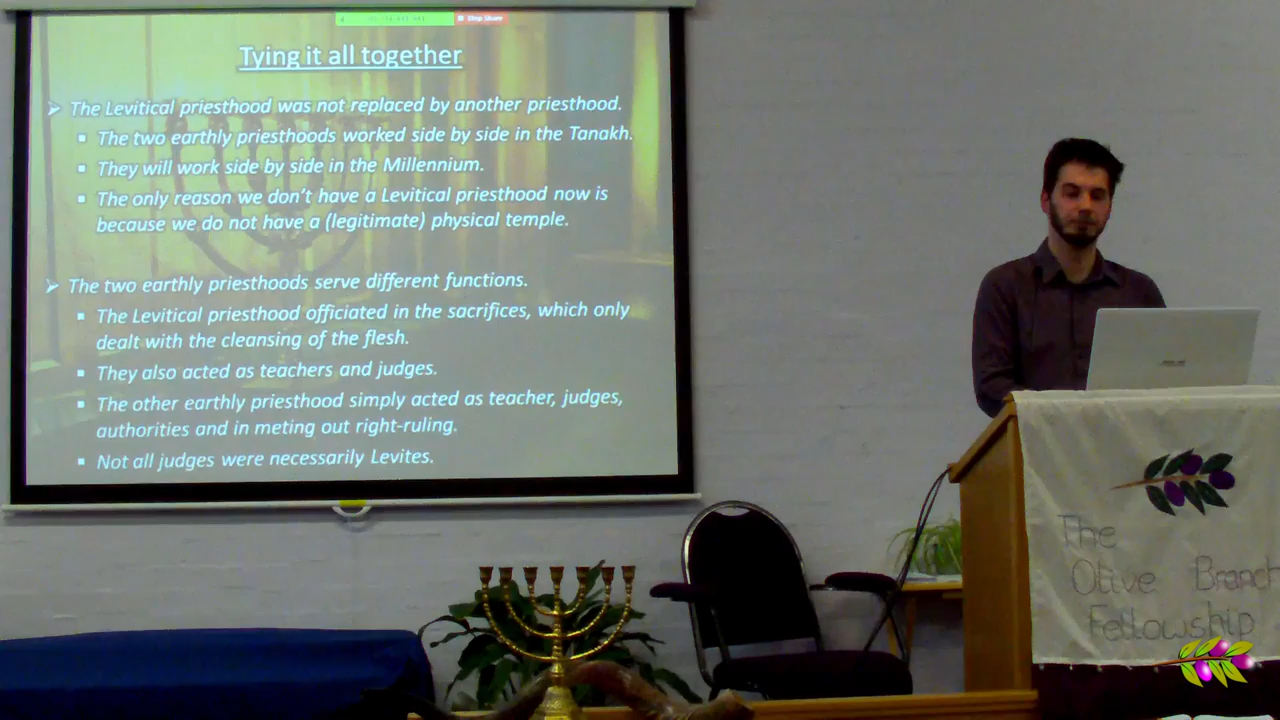 Stop Share
Tying it all together
The Levitical priesthood was not replaced by another priesthood.
The two earthly priesthoods worked side by side in the Tanakh.
They will work side by side in the Millennium.
The only reason we don't have a Levitical priesthood now is
because we do not have a (legitimate) physical temple.
The two earthly priesthoods serve different functions.
The Levitical priesthood officiated in the sacrifices, which only
dealt with the cleansing of the flesh.
They also acted as teachers and judges.
The other earthly priesthood simply acted as teacher, judges,
authorities and in meting out right-ruling.
Not all judges were necessarily Levites.
The
Olive Branch
Fellowship